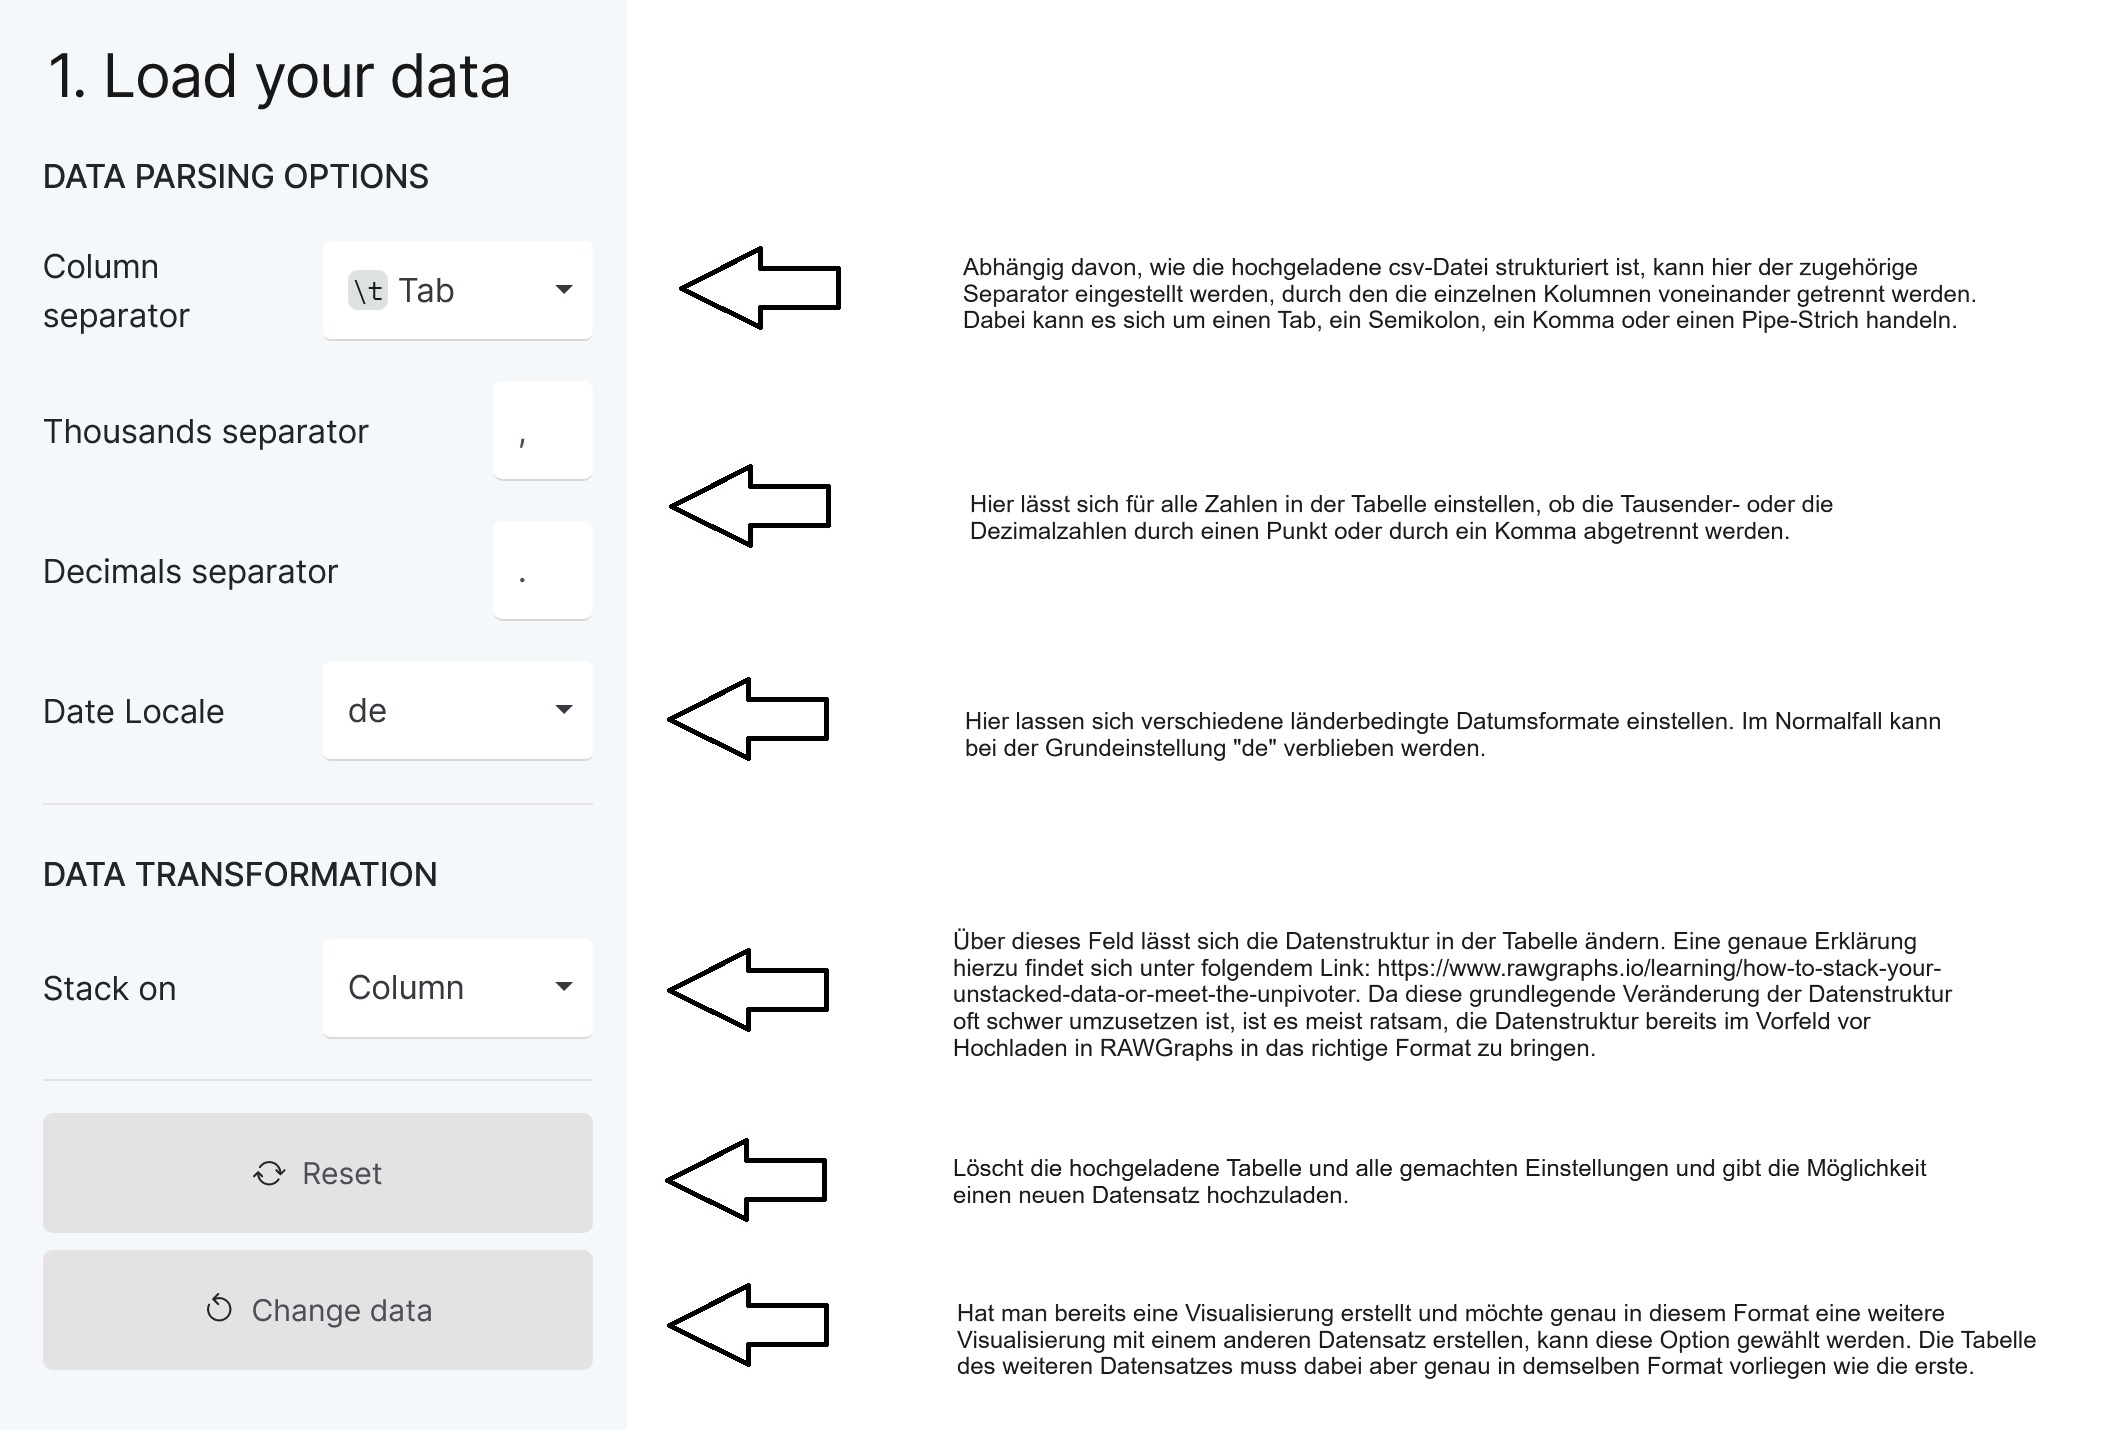 1. Load your data
DATA PARSING OPTIONS
Column
separator
\t Tab
Abhängig davon, wie die hochgeladene csv-Datei strukturiert ist, kann hier der zugehörige
Separator eingestellt werden, durch den die einzelnen Kolumnen voneinander getrennt werden.
Dabei kann es sich um einen Tab, ein Semikolon, ein Komma oder einen Pipe-Strich handeln.
Thousands separator ,
Hier lässt sich für alle Zahlen in der Tabelle einstellen, ob die Tausender- oder die
Dezimalzahlen durch einen Punkt oder durch ein Komma abgetrennt werden.
Decimals separator .
Date Locale de
Hier lassen sich verschiedene länderbedingte Datumsformate einstellen. Im Normalfall kann
bei der Grundeinstellung "de" verblieben werden.
DATA TRANSFORMATION
Stack on Column
Über dieses Feld lässt sich die Datenstruktur in der Tabelle ändern. Eine genaue Erklärung
hierzu findet sich unter folgendem Link: https://www.rawgraphs.io/learning/how-to-stack-your-
unstacked-data-or-meet-the-unpivoter. Da diese grundlegende Veränderung der Datenstruktur
oft schwer umzusetzen ist, ist es meist ratsam, die Datenstruktur bereits im Vorfeld vor
Hochladen in RAWGraphs in das richtige Format zu bringen.
Reset
Löscht die hochgeladene Tabelle und alle gemachten Einstellungen und gibt die Möglichkeit
einen neuen Datensatz hochzuladen.
Change data
Hat man bereits eine Visualisierung erstellt und möchte genau in diesem Format eine weitere
Visualisierung mit einem anderen Datensatz erstellen, kann diese Option gewählt werden. Die Tabelle
des weiteren Datensatzes muss dabei aber genau in demselben Format vorliegen wie die erste.